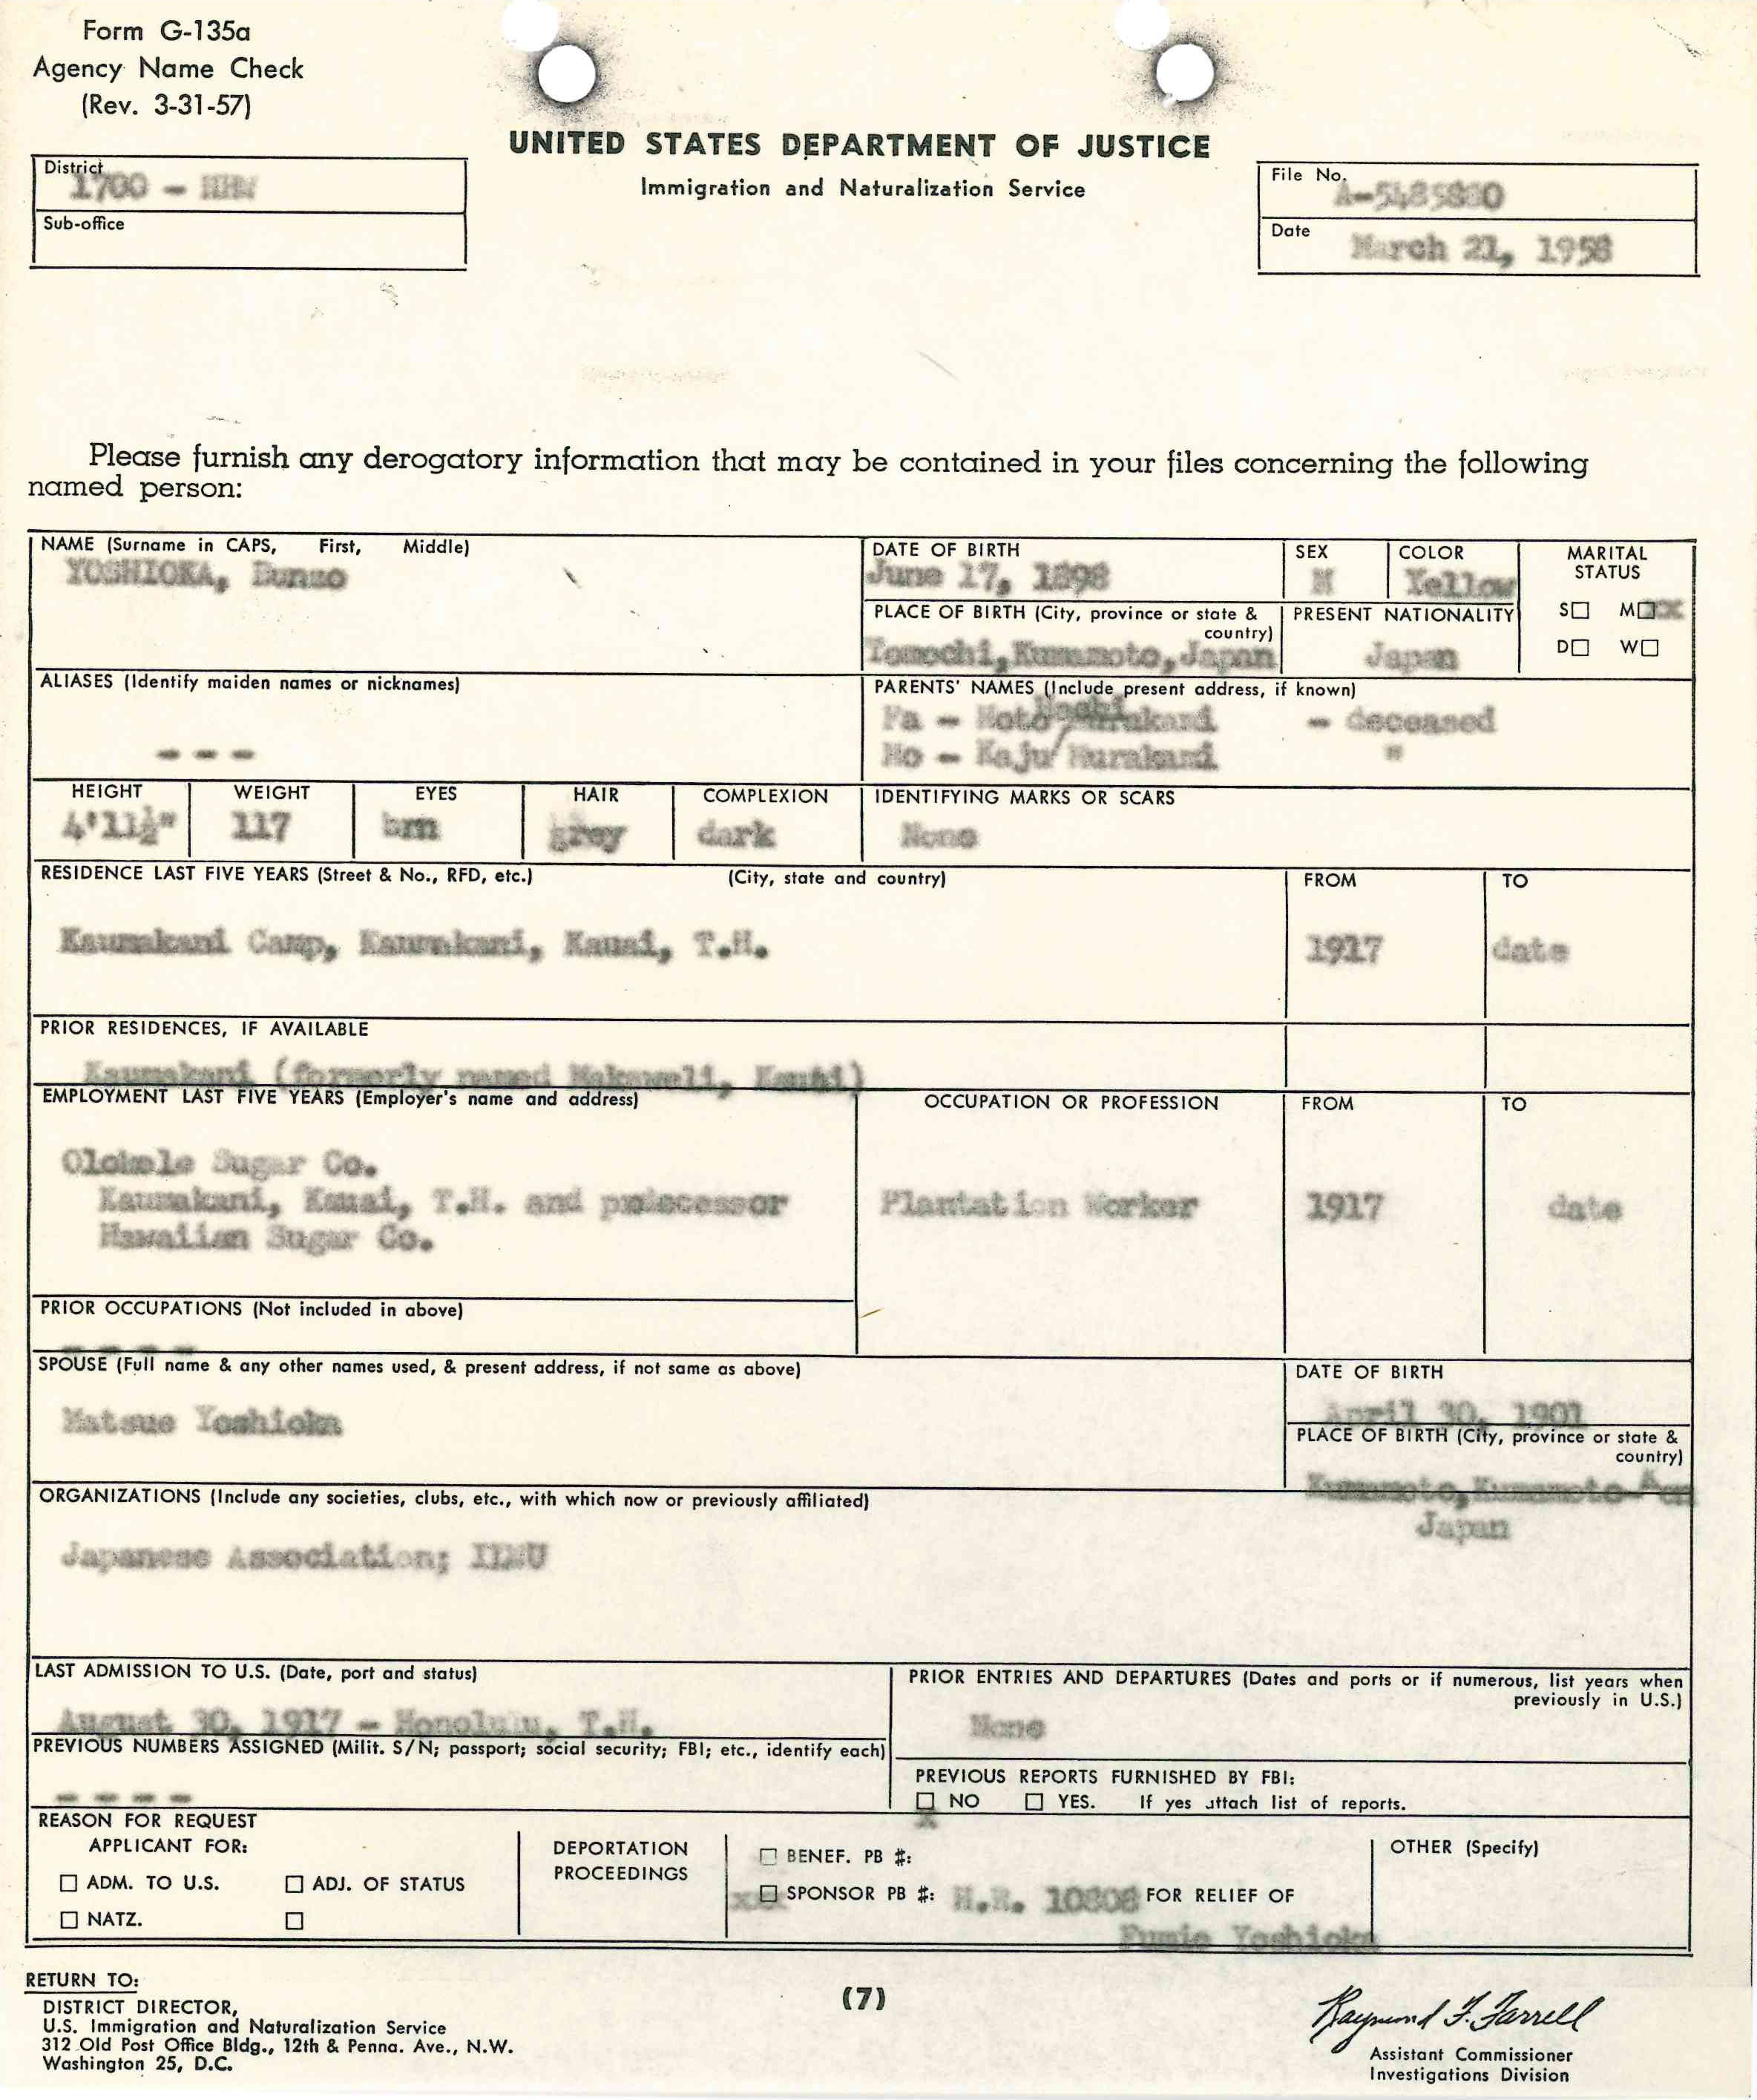 Form G-135a
Agency Name Check
(Rev. 3-31-57)
UNITED STATES DEPARTMENT OF JUSTICE
Immigration and Naturalization Service
District
1700 -
Sub-office
File No.
Date
March 21, 1958
Please furnish any derogatory information that may be contained in your files concerning the following
named person:
NAME (Surname in CAPS, First, Middle)
YOSHIOKA, Bunzo
DATE OF BIRTH
June 17, 1898
SEX
M
COLOR
Yellow
MARITAL
STATUS
S☐ M☐XX
D☐ W☐
PLACE OF BIRTH (City, province or state &
country)
Tomochi, Kumamoto, Japan
PRESENT NATIONALITY
Japan
ALIASES (Identify maiden names or nicknames)
- - -
PARENTS' NAMES (Include present address, if known)
Fa - Moto - deceased
Mo - Kaju/Murakami "
HEIGHT
4'11½"
WEIGHT
117
EYES
brn
HAIR
grey
COMPLEXION
dark
IDENTIFYING MARKS OR SCARS
None
RESIDENCE LAST FIVE YEARS (Street & No., RFD, etc.) (City, state and country)
FROM
TO
Kaumakani Camp, Kaumakani, Kauai, T.H.
1917
date
PRIOR RESIDENCES, IF AVAILABLE
Kaumakani (formerly named Makaweli, Kauai)
EMPLOYMENT LAST FIVE YEARS (Employer's name and address)
OCCUPATION OR PROFESSION
FROM
TO
Olokele Sugar Co.
Kaumakani, Kauai, T.H. and predecessor
Hawaiian Sugar Co.
Plantation Worker
1917
date
PRIOR OCCUPATIONS (Not included in above)
- - - -
SPOUSE (Full name & any other names used, & present address, if not same as above)
Matsue Yoshioka
DATE OF BIRTH
April 30, 1901
PLACE OF BIRTH (City, province or state &
country)
Kumamoto, Kumamoto Ken
Japan
ORGANIZATIONS (Include any societies, clubs, etc., with which now or previously affiliated)
Japanese Association; ILWU
LAST ADMISSION TO U.S. (Date, port and status)
August 30, 1917 - Honolulu, T.H.
PRIOR ENTRIES AND DEPARTURES (Dates and ports or if numerous, list years when
previously in U.S.)
None
PREVIOUS NUMBERS ASSIGNED (Milit. S/N; passport; social security; FBI; etc., identify each)
- - - -
PREVIOUS REPORTS FURNISHED BY FBI:
☐ NO ☐ YES. If yes attach list of reports.
X
REASON FOR REQUEST
APPLICANT FOR:
☐ ADM. TO U.S. ☐ ADJ. OF STATUS
☐ NATZ. ☐
DEPORTATION
PROCEEDINGS
☐ BENEF. PB #:
xx☐ SPONSOR PB #: H.R. 10808 FOR RELIEF OF
Fumie Yoshioka
OTHER (Specify)
RETURN TO:
DISTRICT DIRECTOR,
U.S. Immigration and Naturalization Service
312 Old Post Office Bldg., 12th & Penna. Ave., N.W.
Washington 25, D.C.
(7)
Raymond F. Farrell
Assistant Commissioner
Investigations Division